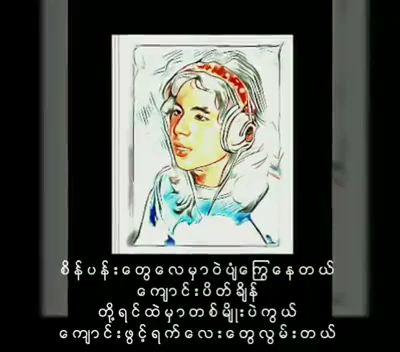 စိန်ပန်းတွေလေမှာဝဲပျံကြွေနေတယ်
ကျောင်းပိတ်ချိန်
တို့ရင်ထဲမှာတစ်မျိုးပဲကွယ်
ကျောင်းဖွင့်ရက်လေးတွေလွမ်းတယ်